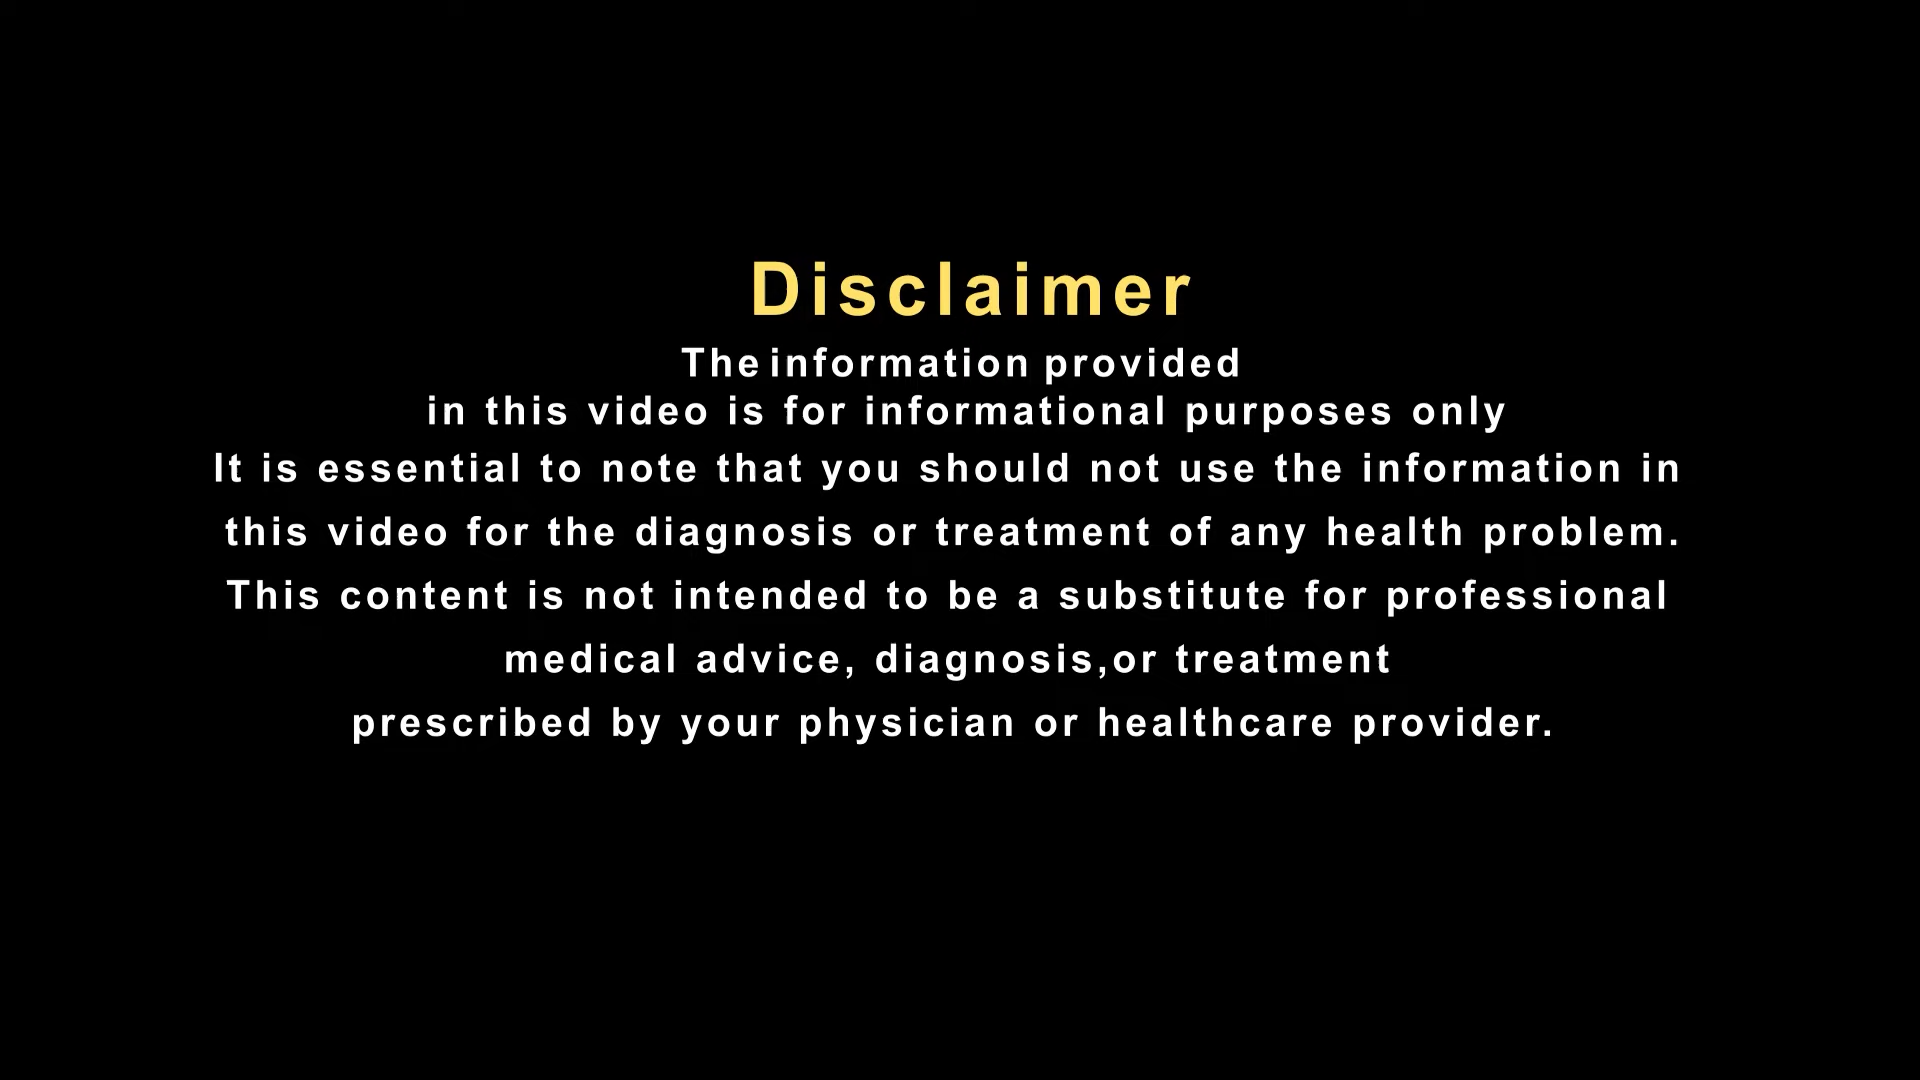 Disclaimer
The information provided
in this video is for informational purposes only
It is essential to note that you should not use the information in
this video for the diagnosis or treatment of any health problem.
This content is not intended to be a substitute for professional
medical advice, diagnosis,or treatment
prescribed by your physician or healthcare provider.